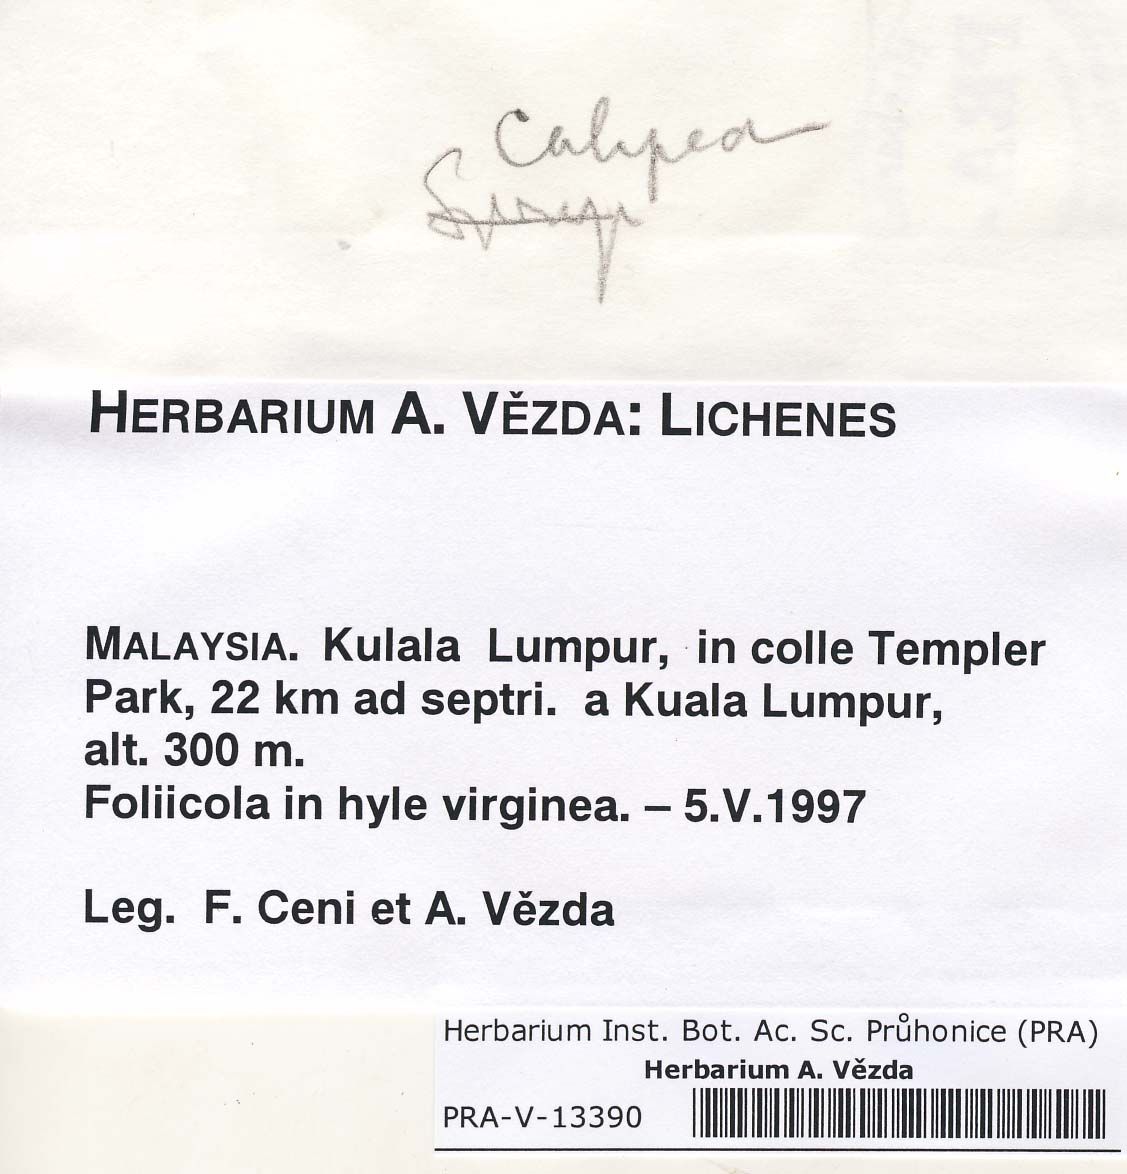 HERBARIUM A. VĚZDA: LICHENES
MALAYSIA. Kulala Lumpur, in colle Templer
Park, 22 km ad septri. a Kuala Lumpur,
alt. 300 m.
Foliicola in hyle virginea. – 5.V.1997
Leg. F. Ceni et A. Vězda
Herbarium Inst. Bot. Ac. Sc. Průhonice (PRA)
Herbarium A. Vězda
PRA-V-13390